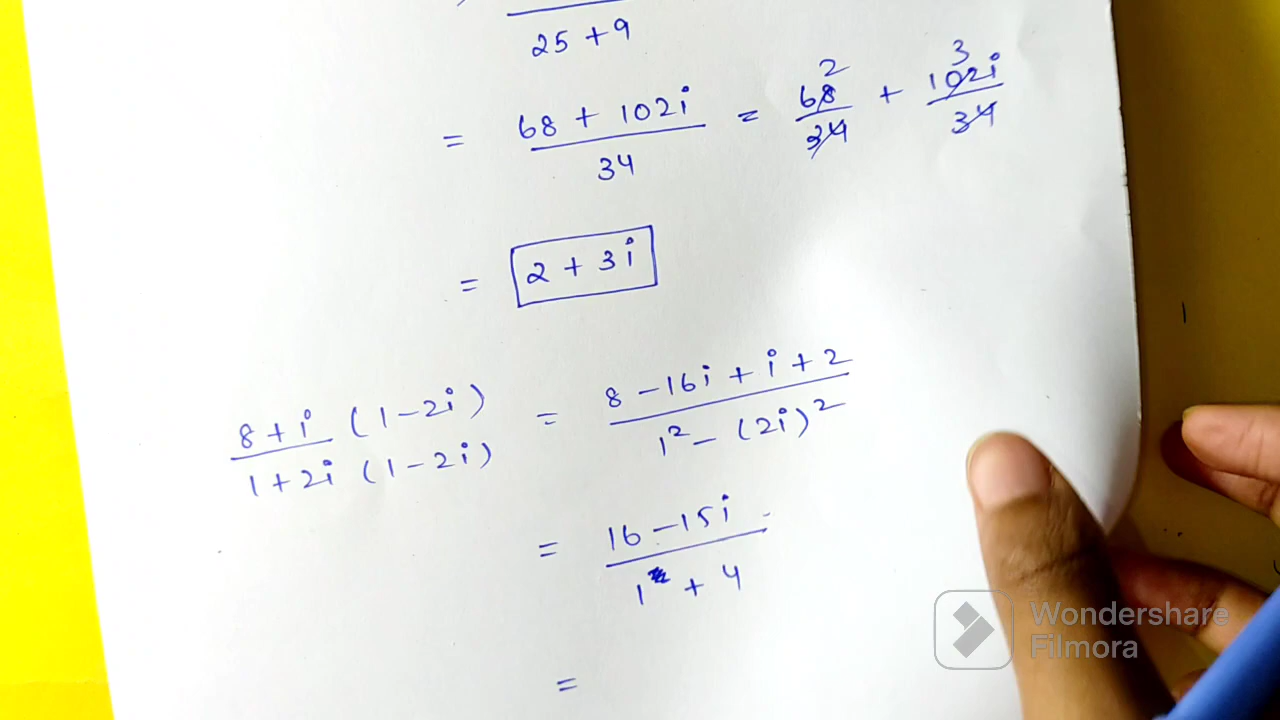 25 + 9
= 68 + 102i / 34 = 68 2 / 34 + 102i 3 / 34
= 2 + 3i
8 + i (1 - 2i) / 1 + 2i (1 - 2i) = 8 - 16i + i + 2 / 1² - (2i)²
= 16 - 15i / 1 + 4
=
Wondershare
Filmora